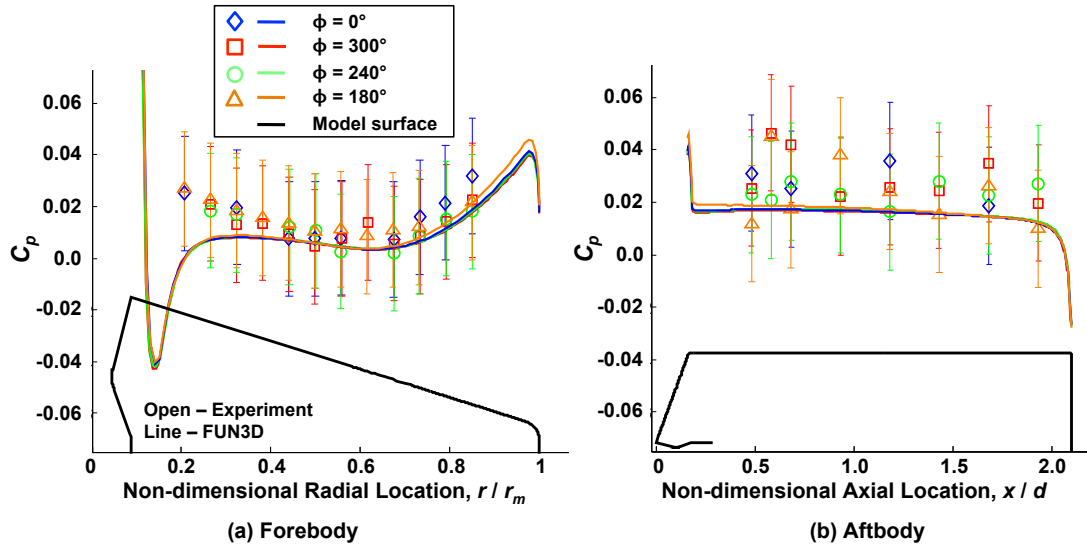 ϕ = 0°
ϕ = 300°
ϕ = 240°
ϕ = 180°
Model surface
0.06
0.04
0.02
0.0
-0.02
-0.04
-0.06
Cp
Open – Experiment
Line – FUN3D
0 0.2 0.4 0.6 0.8 1
Non-dimensional Radial Location, r / rm
(a) Forebody
0.06
0.04
0.02
0.0
-0.02
-0.04
-0.06
Cp
0 0.5 1.0 1.5 2.0
Non-dimensional Axial Location, x / d
(b) Aftbody